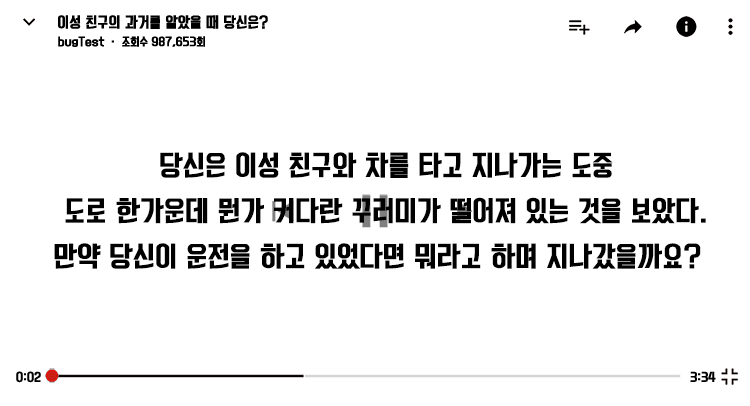 이성 친구의 과거를 알았을 때 당신은?
bugTest · 조회수 987,653회
당신은 이성 친구와 차를 타고 지나가는 도중
도로 한가운데 뭔가 커다란 꾸러미가 떨어져 있는 것을 보았다.
만약 당신이 운전을 하고 있었다면 뭐라고 하며 지나갔을까요?
0:02 3:34